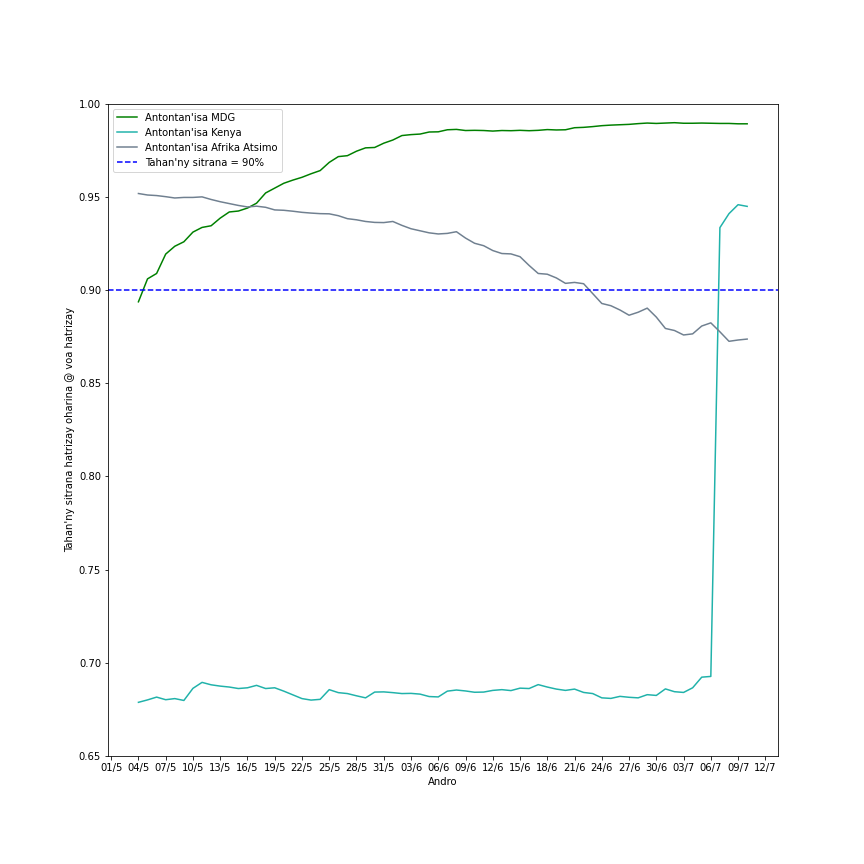 Antontan'isa MDG
Antontan'isa Kenya
Antontan'isa Afrika Atsimo
Tahan'ny sitrana = 90%
1.00
0.95
0.90
0.85
0.80
0.75
0.70
0.65
Tahan'ny sitrana hatrizay oharina @ voa hatrizay
01/5 04/5 07/5 10/5 13/5 16/5 19/5 22/5 25/5 28/5 31/5 03/6 06/6 09/6 12/6 15/6 18/6 21/6 24/6 27/6 30/6 03/7 06/7 09/7 12/7
Andro